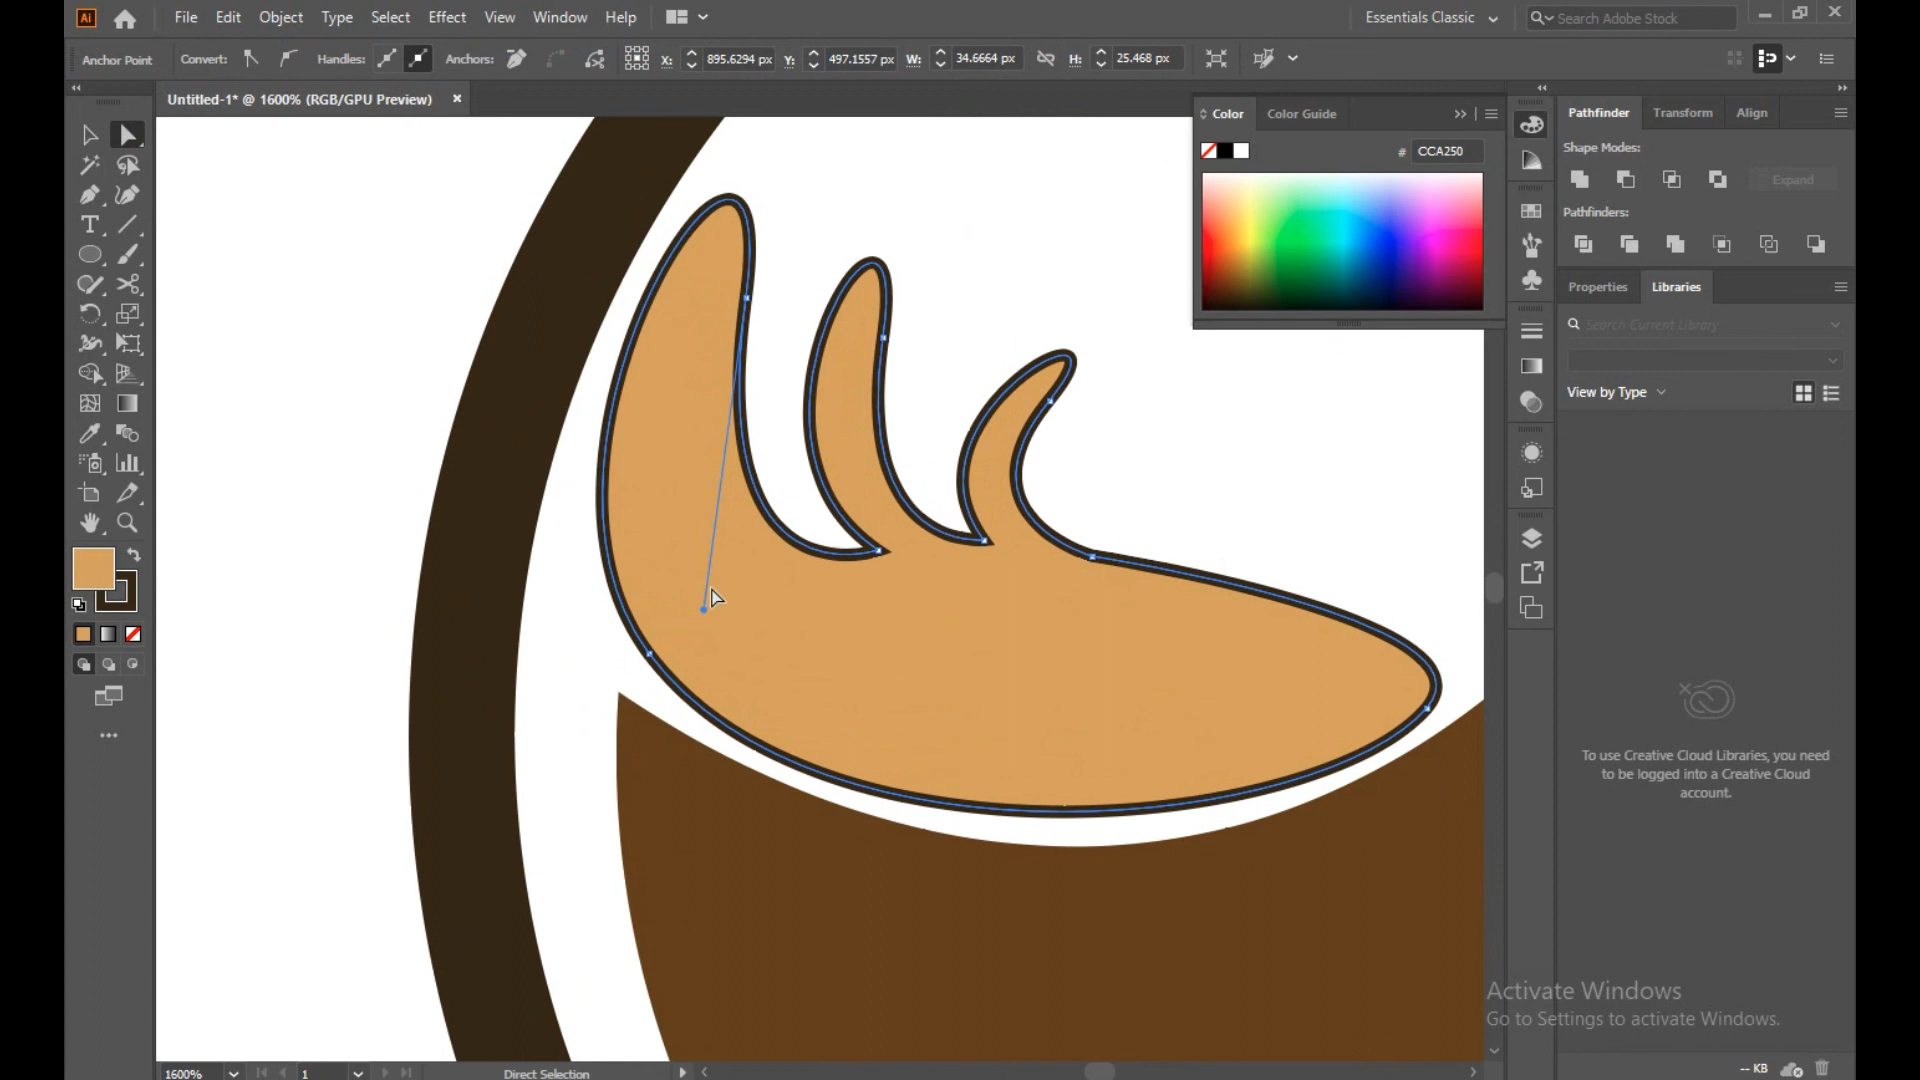 Ai File Edit Object Type Select Effect View Window Help Essentials Classic Search Adobe Stock
Anchor Point Convert: Handles: Anchors: X: 895.6294 px Y: 497.1557 px W: 34.6664 px H: 25.468 px
Untitled-1* @ 1600% (RGB/GPU Preview) ×
Color Color Guide
# CCA250
Pathfinder Transform Align
Shape Modes:
Expand
Pathfinders:
Properties Libraries
Search Current Library
View by Type
To use Creative Cloud Libraries, you need
to be logged into a Creative Cloud
account.
Activate Windows
Go to Settings to activate Windows.
1600% 1 Direct Selection -- KB